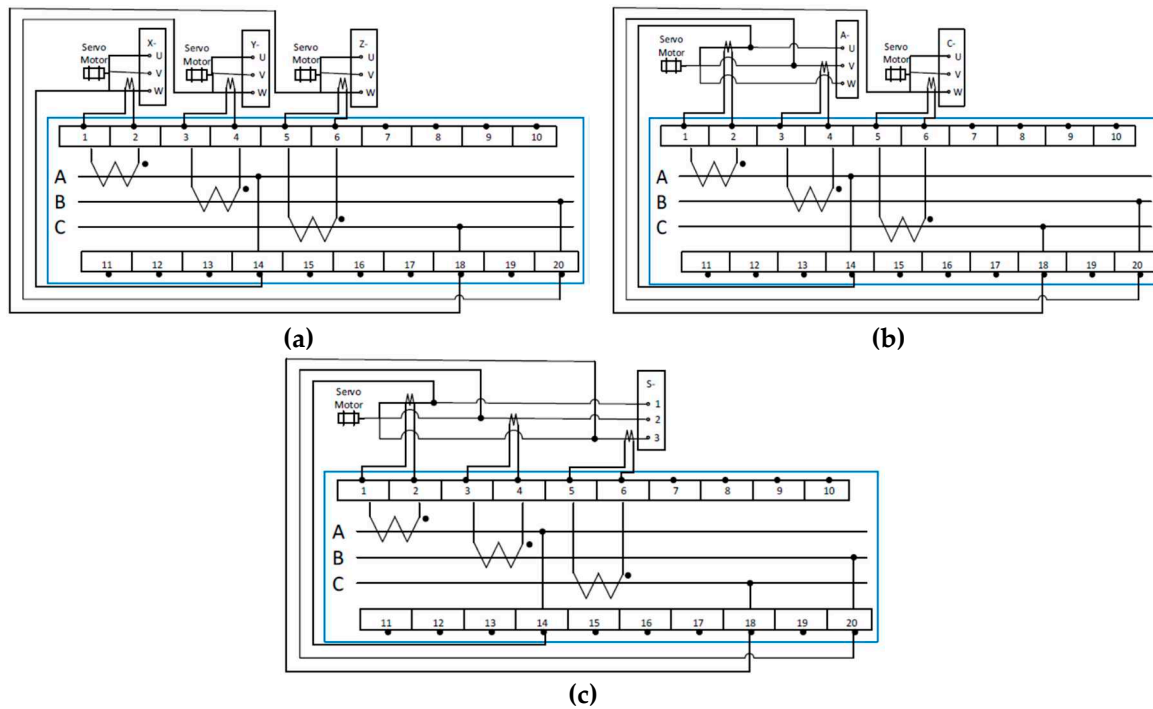 X-
Servo
Motor
U
V
W
Y-
Servo
Motor
U
V
W
Z-
Servo
Motor
U
V
W
1 2 3 4 5 6 7 8 9 10
A
B
C
11 12 13 14 15 16 17 18 19 20
(a)
A-
Servo
Motor
U
V
W
C-
Servo
Motor
U
V
W
1 2 3 4 5 6 7 8 9 10
A
B
C
11 12 13 14 15 16 17 18 19 20
(b)
S-
Servo
Motor
1
2
3
1 2 3 4 5 6 7 8 9 10
A
B
C
11 12 13 14 15 16 17 18 19 20
(c)